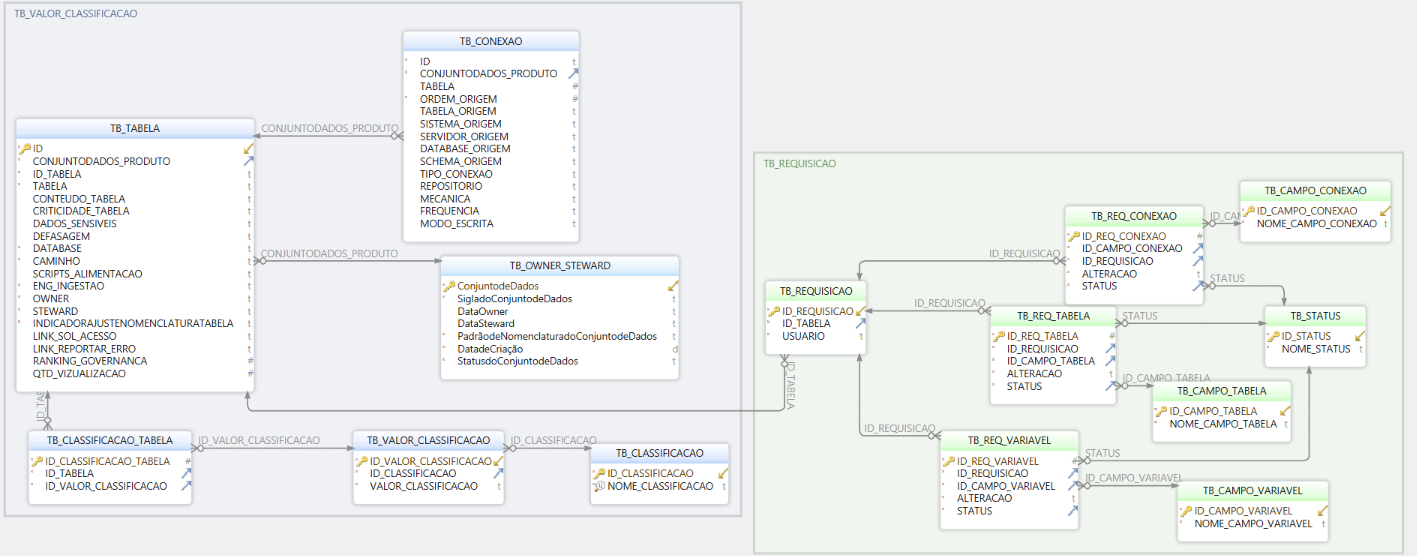 TB_VALOR_CLASSIFICACAO
TB_CONEXAO
ID t
CONJUNTODADOS_PRODUTO
TABELA #
ORDEM_ORIGEM #
TABELA_ORIGEM t
SISTEMA_ORIGEM t
SERVIDOR_ORIGEM t
DATABASE_ORIGEM t
SCHEMA_ORIGEM t
TIPO_CONEXAO t
REPOSITORIO t
MECANICA t
FREQUENCIA t
MODO_ESCRITA t
CONJUNTODADOS_PRODUTO
TB_TABELA
ID
CONJUNTODADOS_PRODUTO
ID_TABELA t
TABELA t
CONTEUDO_TABELA t
CRITICIDADE_TABELA t
DADOS_SENSIVEIS t
DEFASAGEM t
DATABASE t
CAMINHO t
SCRIPTS_ALIMENTACAO t
ENG_INGESTAO t
OWNER t
STEWARD t
INDICADORAJUSTENOMENCLATURATABELA t
LINK_SOL_ACESSO t
LINK_REPORTAR_ERRO t
RANKING_GOVERNANCA #
QTD_VIZUALIZACAO #
CONJUNTODADOS_PRODUTO
TB_OWNER_STEWARD
ConjuntodeDados
SigladoConjuntodeDados t
DataOwner t
DataSteward t
PadrãodeNomenclaturadoConjuntodeDados t
DatadeCriação d
StatusdoConjuntodeDados t
ID_TABE
TB_CLASSIFICACAO_TABELA
ID_CLASSIFICACAO_TABELA #
ID_TABELA
ID_VALOR_CLASSIFICACAO
ID_VALOR_CLASSIFICACAO
TB_VALOR_CLASSIFICACAO
ID_VALOR_CLASSIFICACAO
ID_CLASSIFICACAO
VALOR_CLASSIFICACAO t
ID_CLASSIFICACAO
TB_CLASSIFICACAO
ID_CLASSIFICACAO
NOME_CLASSIFICACAO t
TB_REQUISICAO
TB_CAMPO_CONEXAO
ID_CAMPO_CONEXAO
NOME_CAMPO_CONEXAO t
ID_CAM
TB_REQ_CONEXAO
ID_REQ_CONEXAO #
ID_CAMPO_CONEXAO
ID_REQUISICAO
ALTERACAO t
STATUS
ID_REQUISICAO
STATUS
TB_REQUISICAO
ID_REQUISICAO
ID_TABELA
USUARIO t
ID_TABELA
ID_REQUISICAO
TB_REQ_TABELA
ID_REQ_TABELA #
ID_REQUISICAO
ID_CAMPO_TABELA
ALTERACAO t
STATUS
STATUS
TB_STATUS
ID_STATUS
NOME_STATUS t
ID_CAMPO_TABELA
TB_CAMPO_TABELA
ID_CAMPO_TABELA
NOME_CAMPO_TABELA t
ID_REQUISICAO
TB_REQ_VARIAVEL
ID_REQ_VARIAVEL #
ID_REQUISICAO
ID_CAMPO_VARIAVEL
ALTERACAO t
STATUS
STATUS
ID_CAMPO_VARIAVEL
TB_CAMPO_VARIAVEL
ID_CAMPO_VARIAVEL
NOME_CAMPO_VARIAVEL t